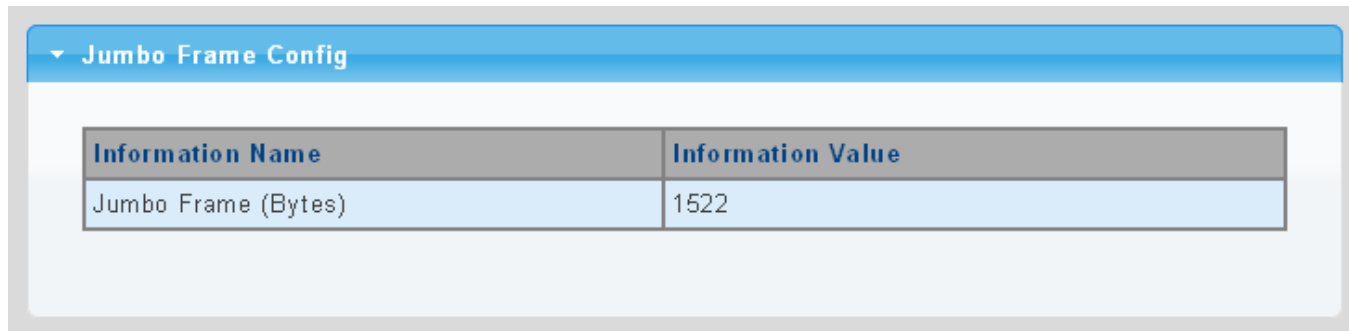 Jumbo Frame Config
Information Name Information Value
Jumbo Frame (Bytes) 1522